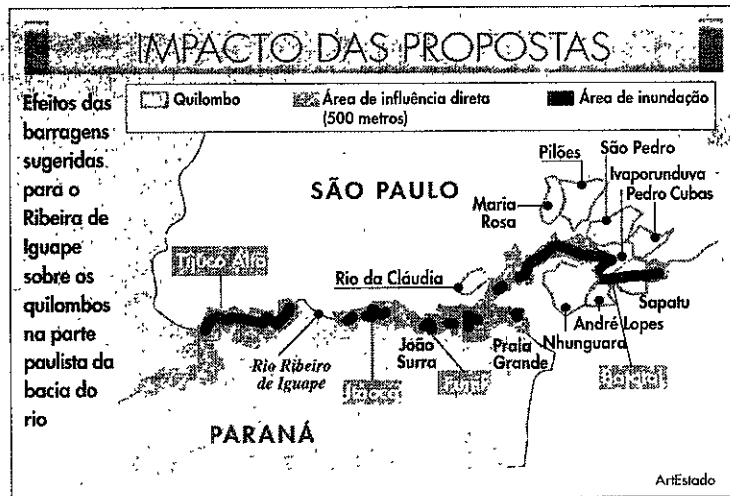 IMPACTO DAS PROPOSTAS
Efeitos das
barragens
sugeridas
para o
Ribeira de
Iguape
sobre os
quilombos
na parte
paulista da
bacia do
rio
Quilombo
Área de influência direta
(500 metros)
Área de inundação
SÃO PAULO
Pilões
São Pedro
Ivaporunduva
Pedro Cubas
Maria
Rosa
Tijuco Alto
Rio da Cláudia
Sapatu
André Lopes
Nhunguara
João
Surra
Praia
Grande
Rio Ribeiro
de Iguape
Itaoca
Funil
Batatal
PARANÁ
ArtEstado